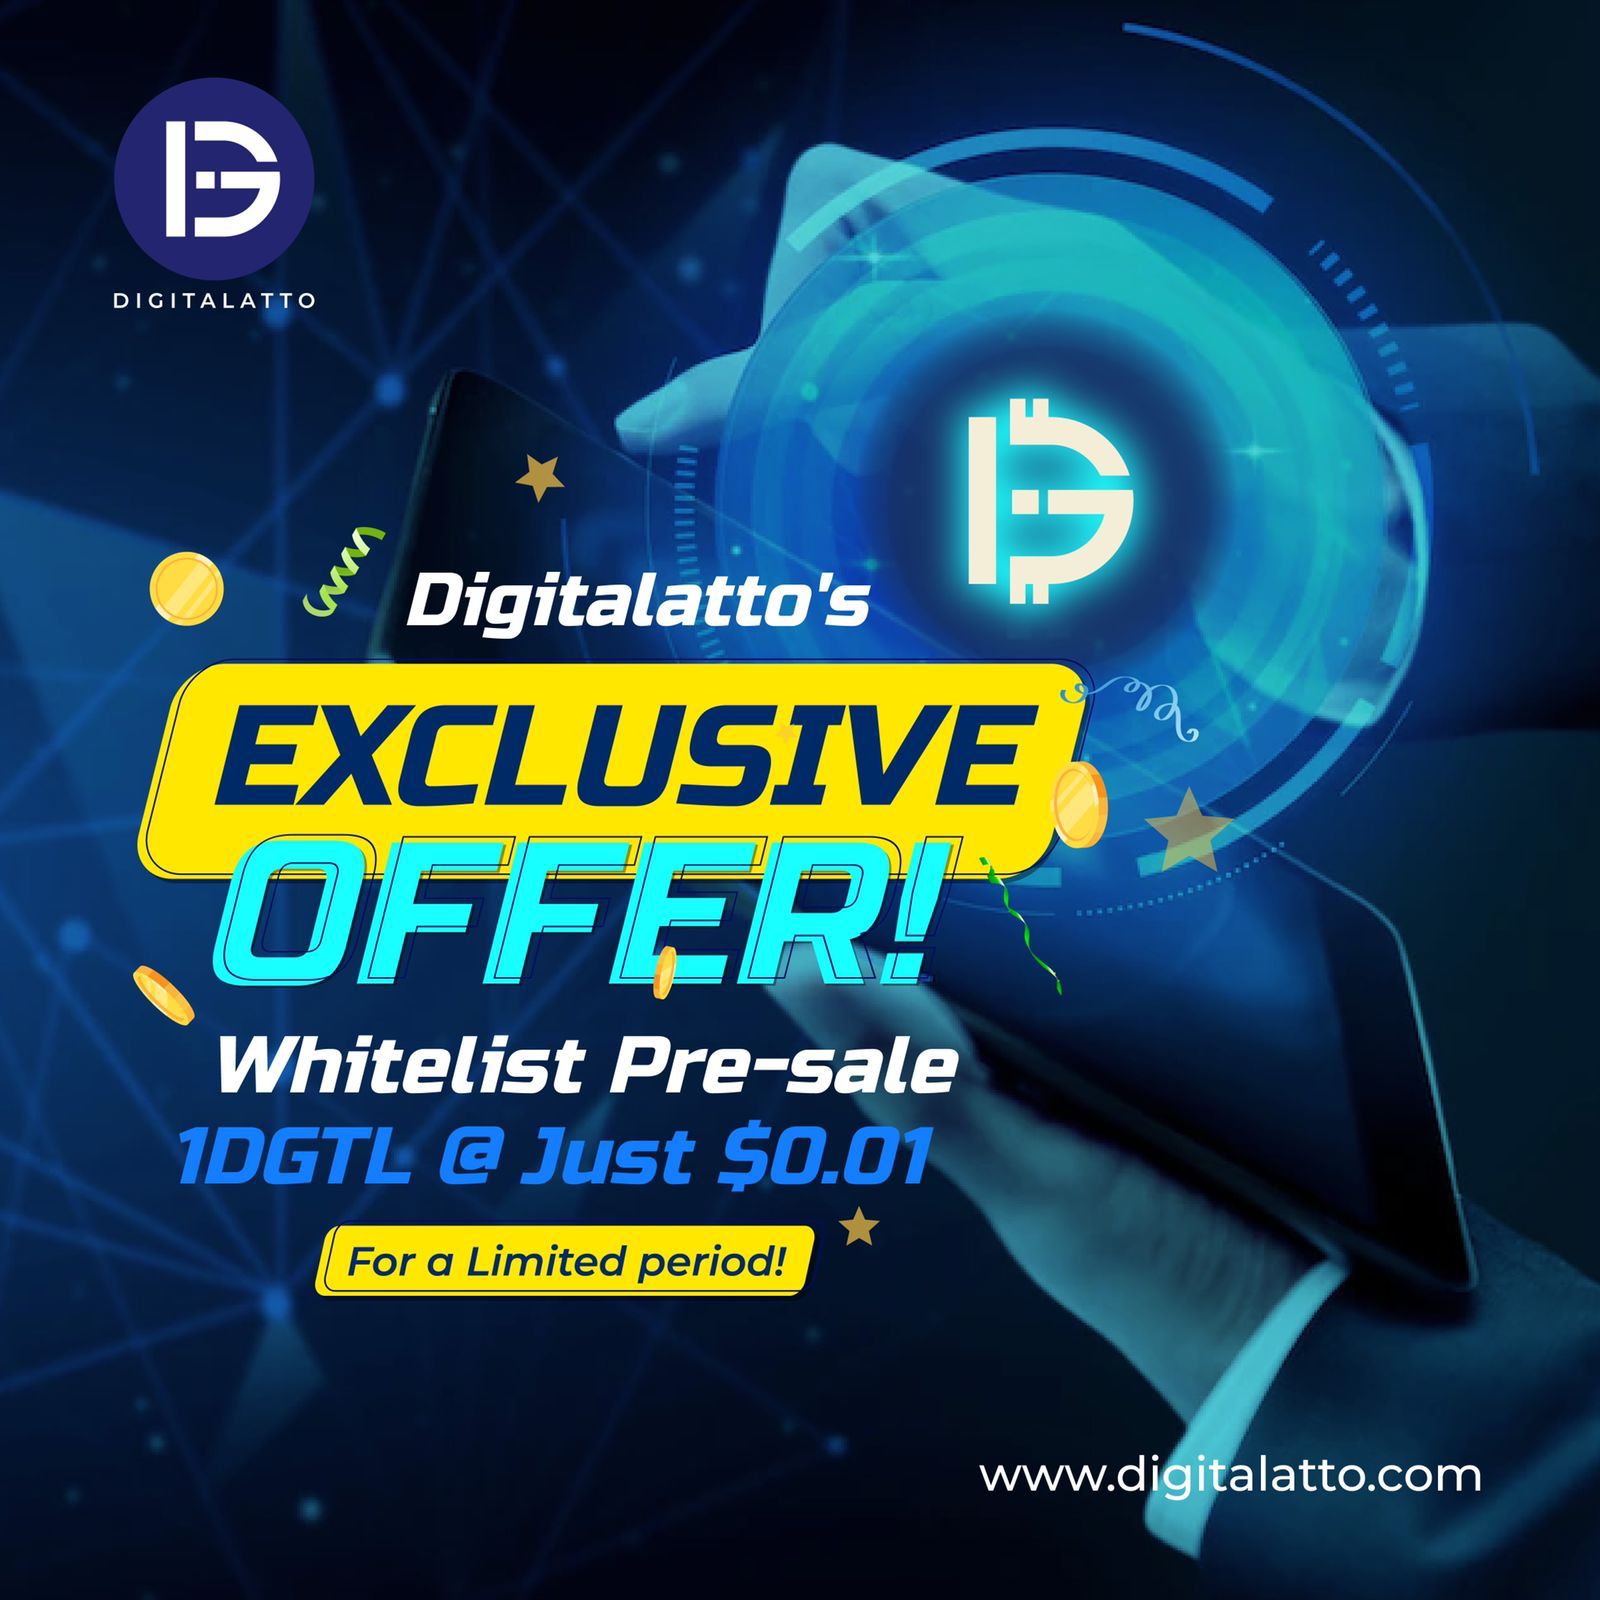 DIGITALATTO
Digitalatto's
EXCLUSIVE
OFFER!
Whitelist Pre-sale
1DGTL @ Just $0.01
For a Limited period!
www.digitalatto.com